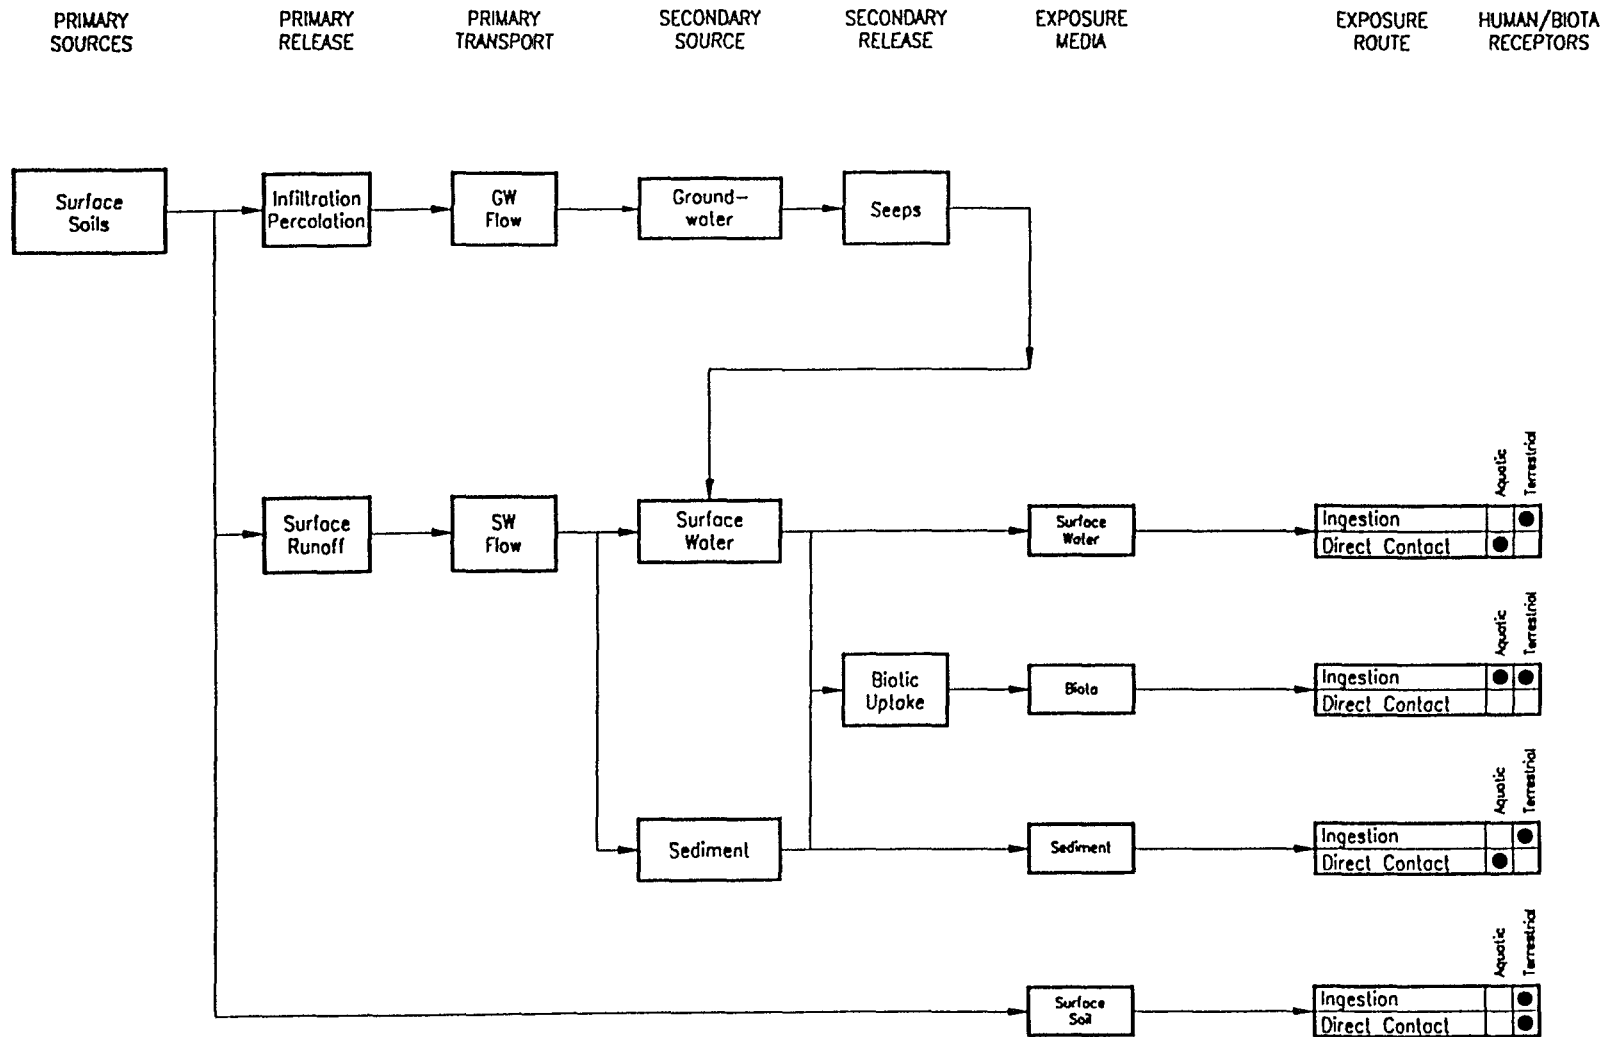 PRIMARY
SOURCES
PRIMARY
RELEASE
PRIMARY
TRANSPORT
SECONDARY
SOURCE
SECONDARY
RELEASE
EXPOSURE
MEDIA
EXPOSURE
ROUTE
HUMAN/BIOTA
RECEPTORS
Surface
Soils
Infiltration
Percolation
GW
Flow
Ground-
water
Seeps
Surface
Runoff
SW
Flow
Surface
Water
Surface
Water
Aquatic
Terrestrial
Ingestion
Direct Contact
Biotic
Uptake
Biota
Aquatic
Terrestrial
Ingestion
Direct Contact
Sediment
Sediment
Aquatic
Terrestrial
Ingestion
Direct Contact
Surface
Soil
Aquatic
Terrestrial
Ingestion
Direct Contact